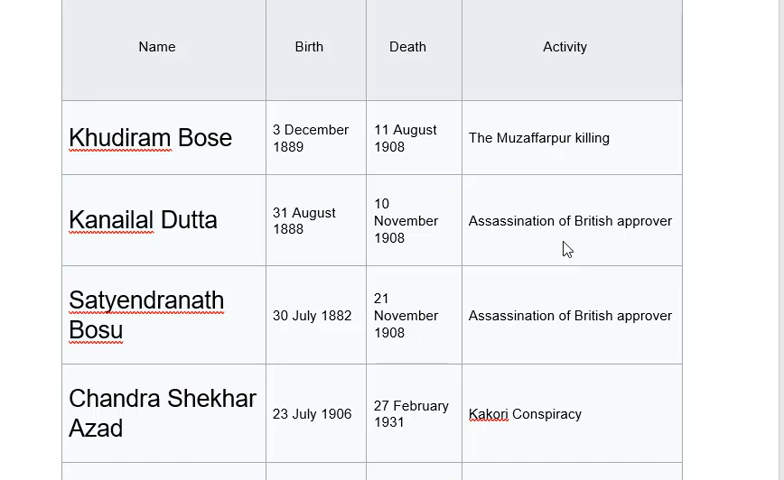 Name Birth Death Activity
Khudiram Bose
3 December
1889
11 August
1908
The Muzaffarpur killing
Kanailal Dutta
31 August
1888
10
November
1908
Assassination of British approver
Satyendranath
Bosu
30 July 1882
21
November
1908
Assassination of British approver
Chandra Shekhar
Azad
23 July 1906
27 February
1931
Kakori Conspiracy